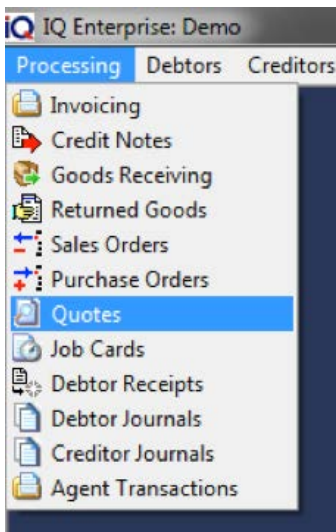 iQ IQ Enterprise: Demo
Processing Debtors Creditors
Invoicing
Credit Notes
Goods Receiving
Returned Goods
Sales Orders
Purchase Orders
Quotes
Job Cards
Debtor Receipts
Debtor Journals
Creditor Journals
Agent Transactions